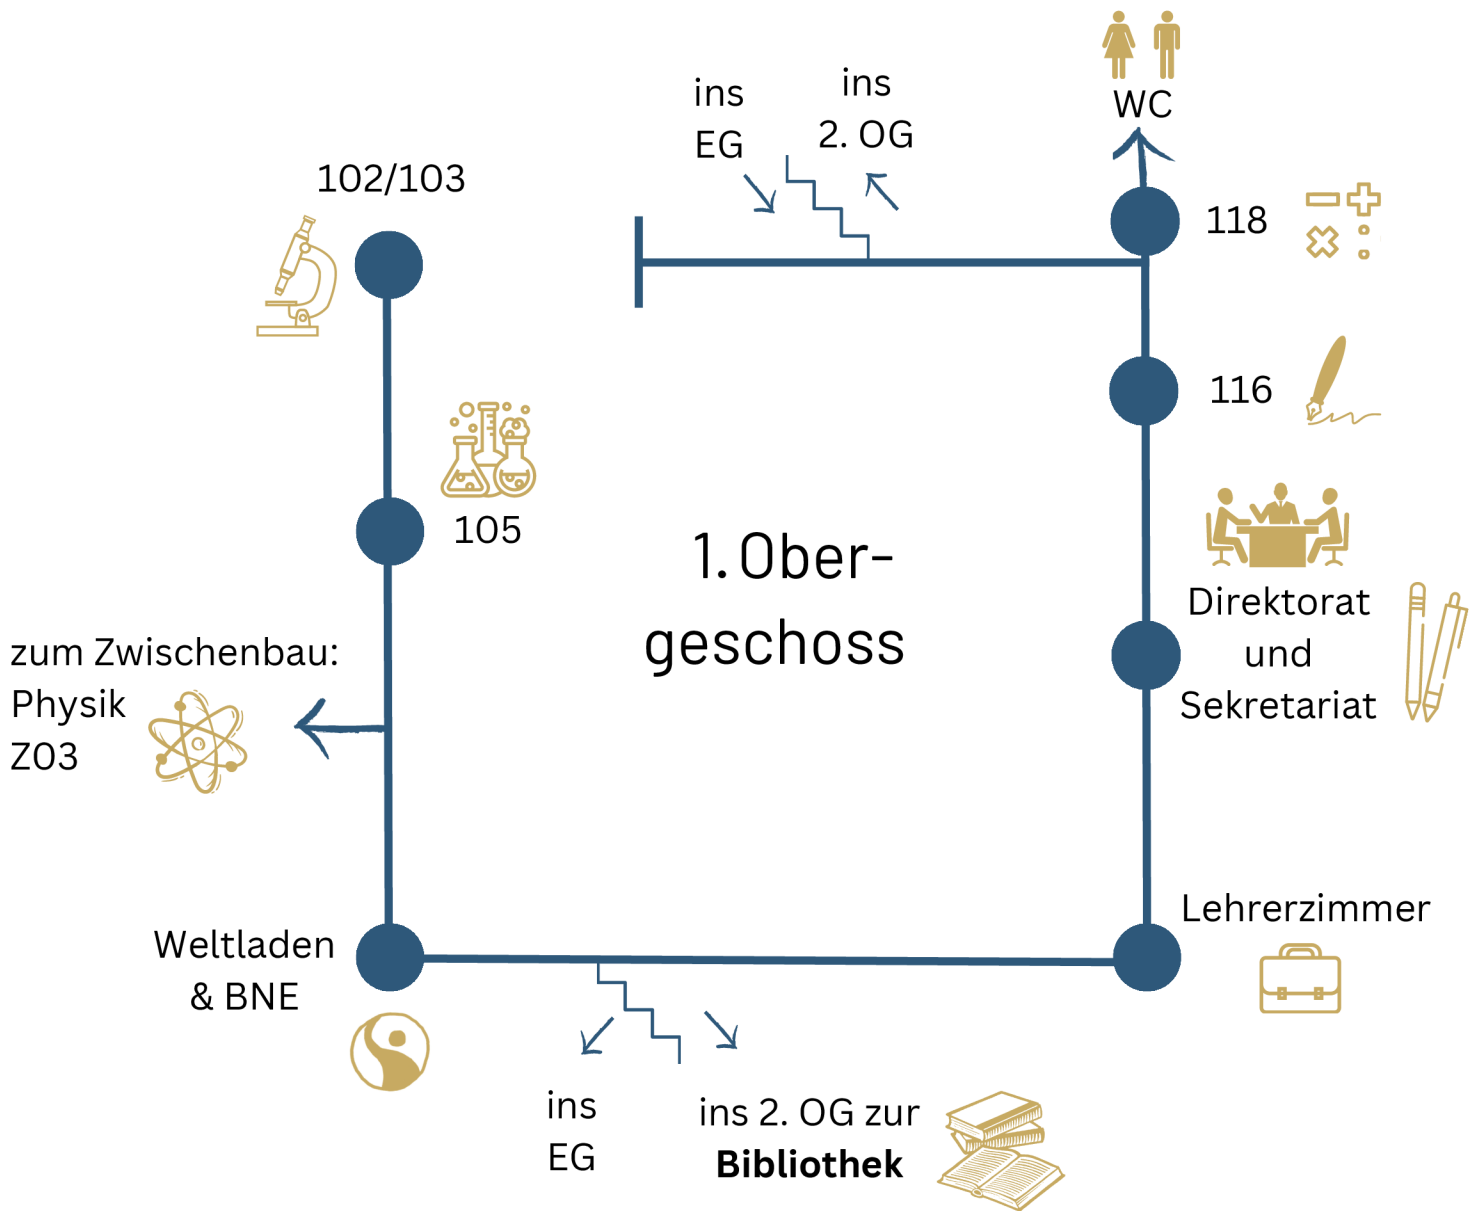 ins
EG
ins
2. OG
WC
102/103
118
116
105
1. Ober-
geschoss
Direktorat
und
Sekretariat
zum Zwischenbau:
Physik
Z03
Lehrerzimmer
Weltladen
& BNE
ins
EG
ins 2. OG zur
Bibliothek